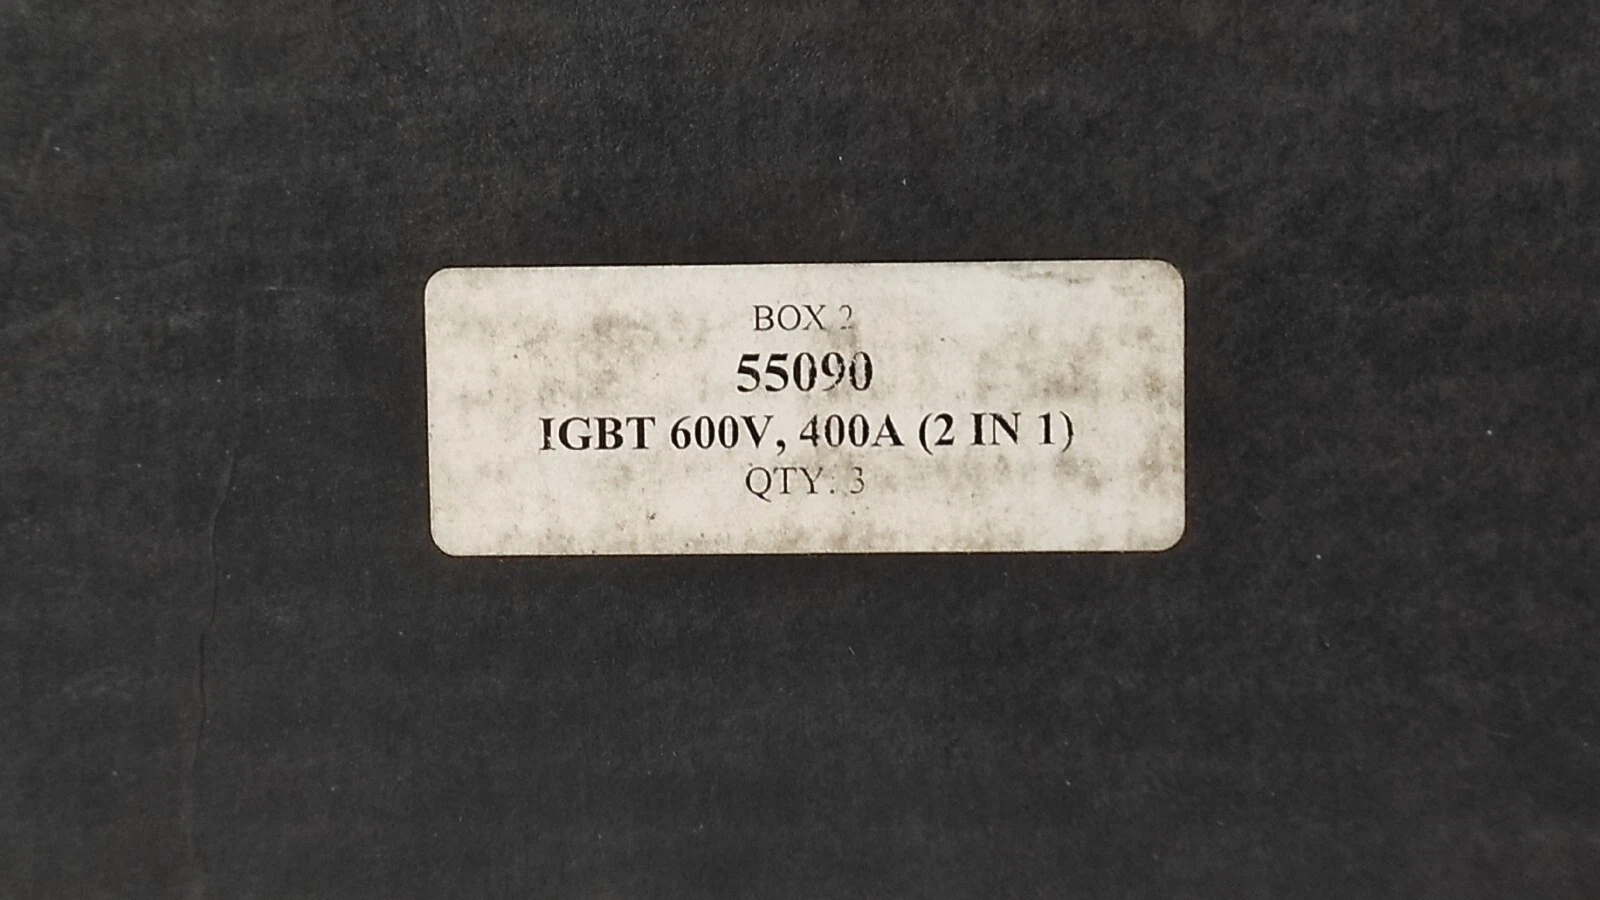 BOX 2
55090
IGBT 600V, 400A (2 IN 1)
QTY: 3